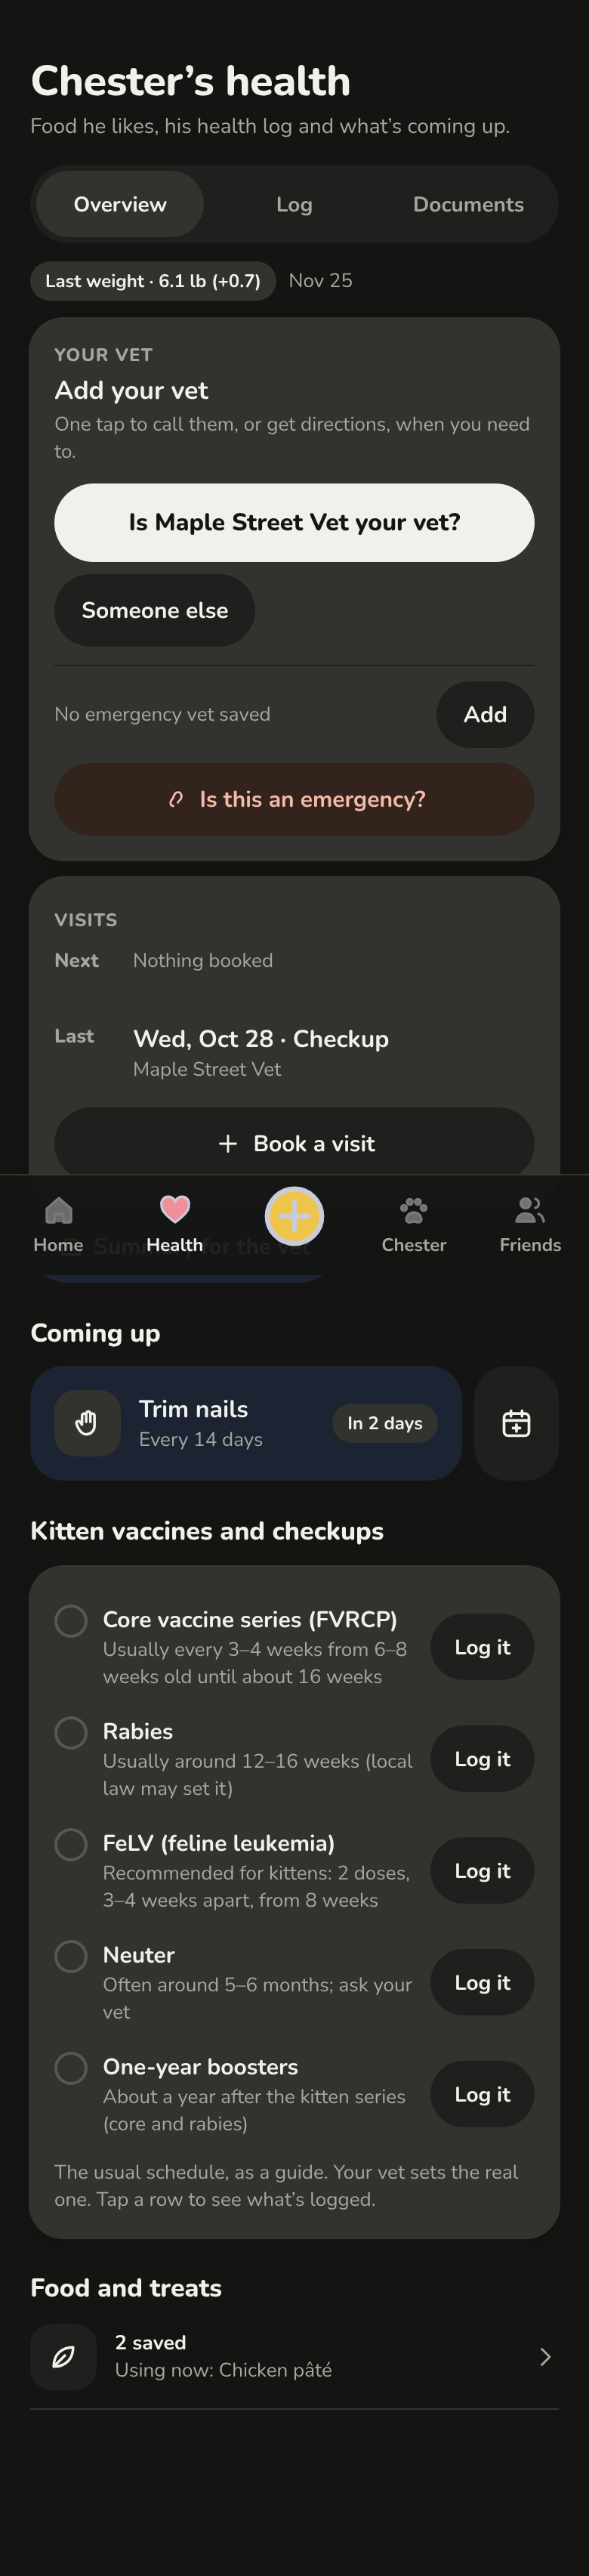 Chester’s health
Food he likes, his health log and what’s coming up.
Overview
Log
Documents
Last weight · 6.1 lb (+0.7)
Nov 25
YOUR VET
Add your vet
One tap to call them, or get directions, when you need
to.
Is Maple Street Vet your vet?
Someone else
No emergency vet saved
Add
Is this an emergency?
VISITS
Next
Nothing booked
Last
Wed, Oct 28 · Checkup
Maple Street Vet
Book a visit
Summary for the vet
Home
Health
Chester
Friends
Coming up
Trim nails
Every 14 days
In 2 days
Kitten vaccines and checkups
Core vaccine series (FVRCP)
Usually every 3–4 weeks from 6–8
weeks old until about 16 weeks
Log it
Rabies
Usually around 12–16 weeks (local
law may set it)
Log it
FeLV (feline leukemia)
Recommended for kittens: 2 doses,
3–4 weeks apart, from 8 weeks
Log it
Neuter
Often around 5–6 months; ask your
vet
Log it
One-year boosters
About a year after the kitten series
(core and rabies)
Log it
The usual schedule, as a guide. Your vet sets the real
one. Tap a row to see what’s logged.
Food and treats
2 saved
Using now: Chicken pâté